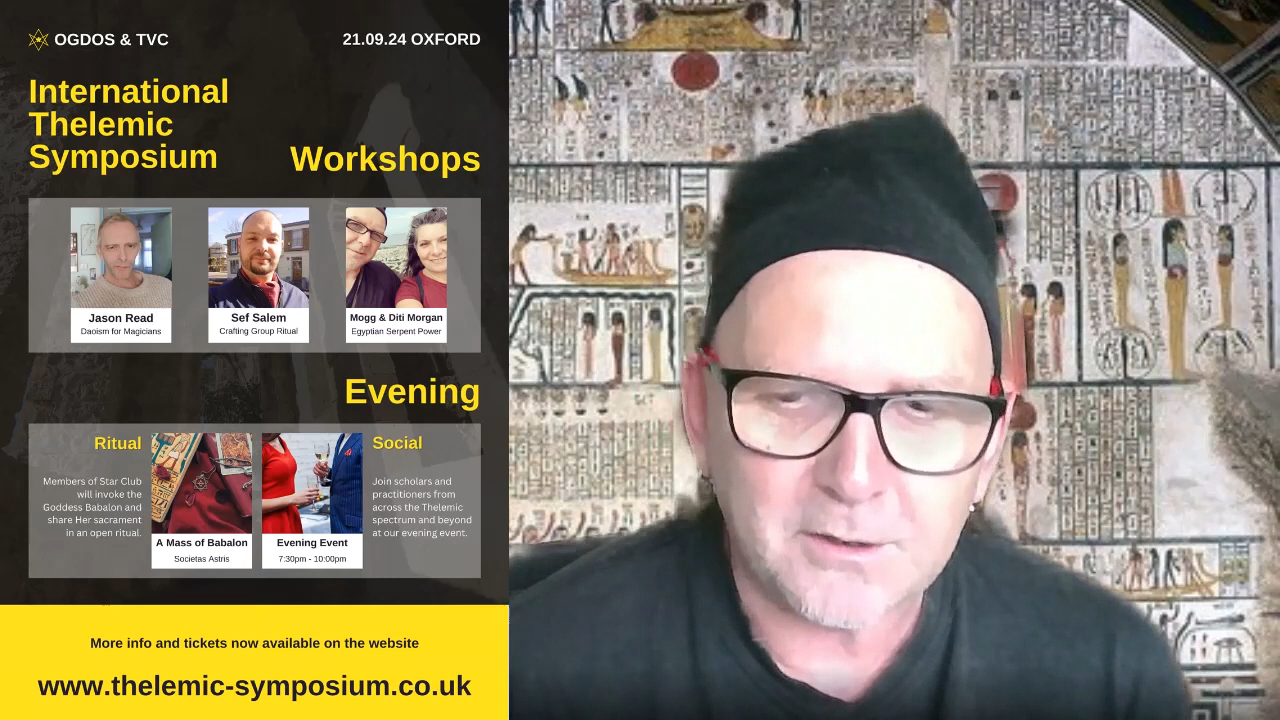 OGDOS & TVC
21.09.24 OXFORD
International
Thelemic
Symposium
Workshops
Jason Read
Daoism for Magicians
Sef Salem
Crafting Group Ritual
Mogg & Diti Morgan
Egyptian Serpent Power
Evening
Ritual
Members of Star Club
will invoke the
Goddess Babalon and
share Her sacrament
in an open ritual.
A Mass of Babalon
Societas Astris
Evening Event
7:30pm - 10:00pm
Social
Join scholars and
practitioners from
across the Thelemic
spectrum and beyond
at our evening event.
More info and tickets now available on the website
www.thelemic-symposium.co.uk